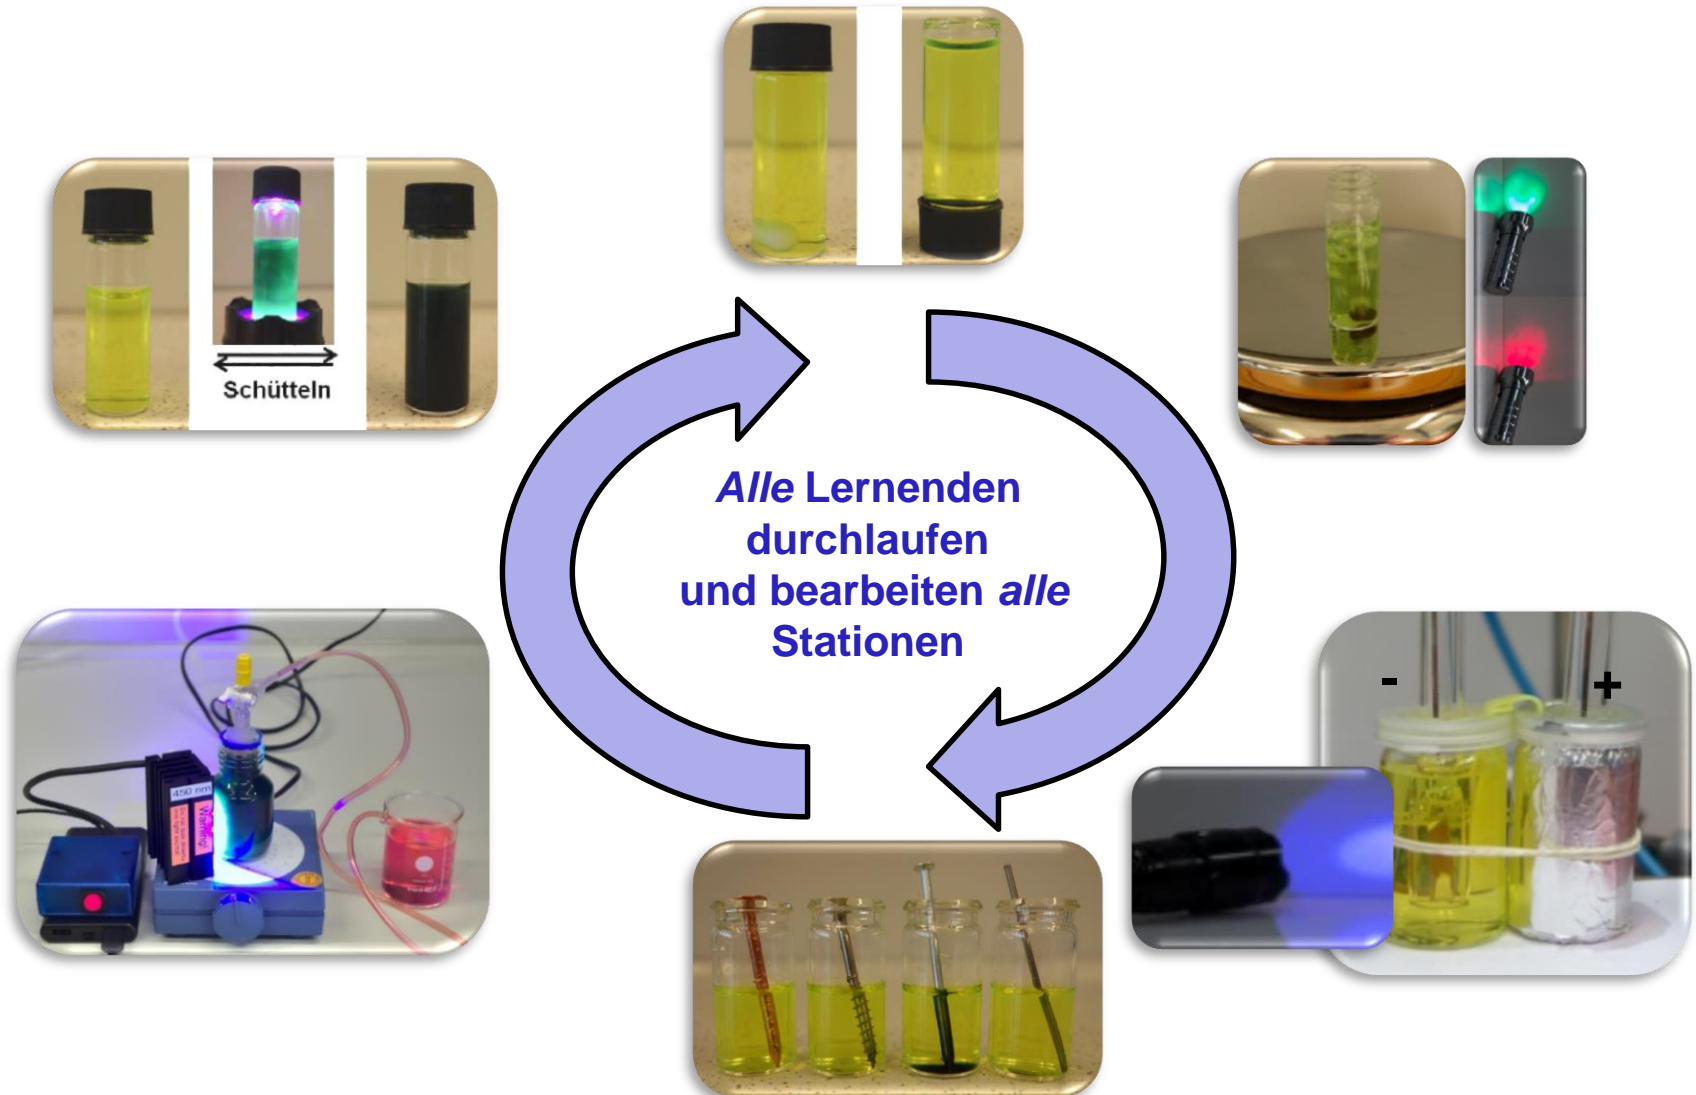 Schütteln
Alle Lernenden
durchlaufen
und bearbeiten alle
Stationen
-
+
450 nm
Warning!